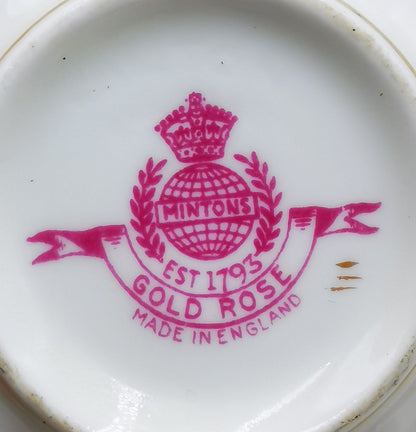 MINTONS
EST 1793
GOLD ROSE
MADE IN ENGLAND